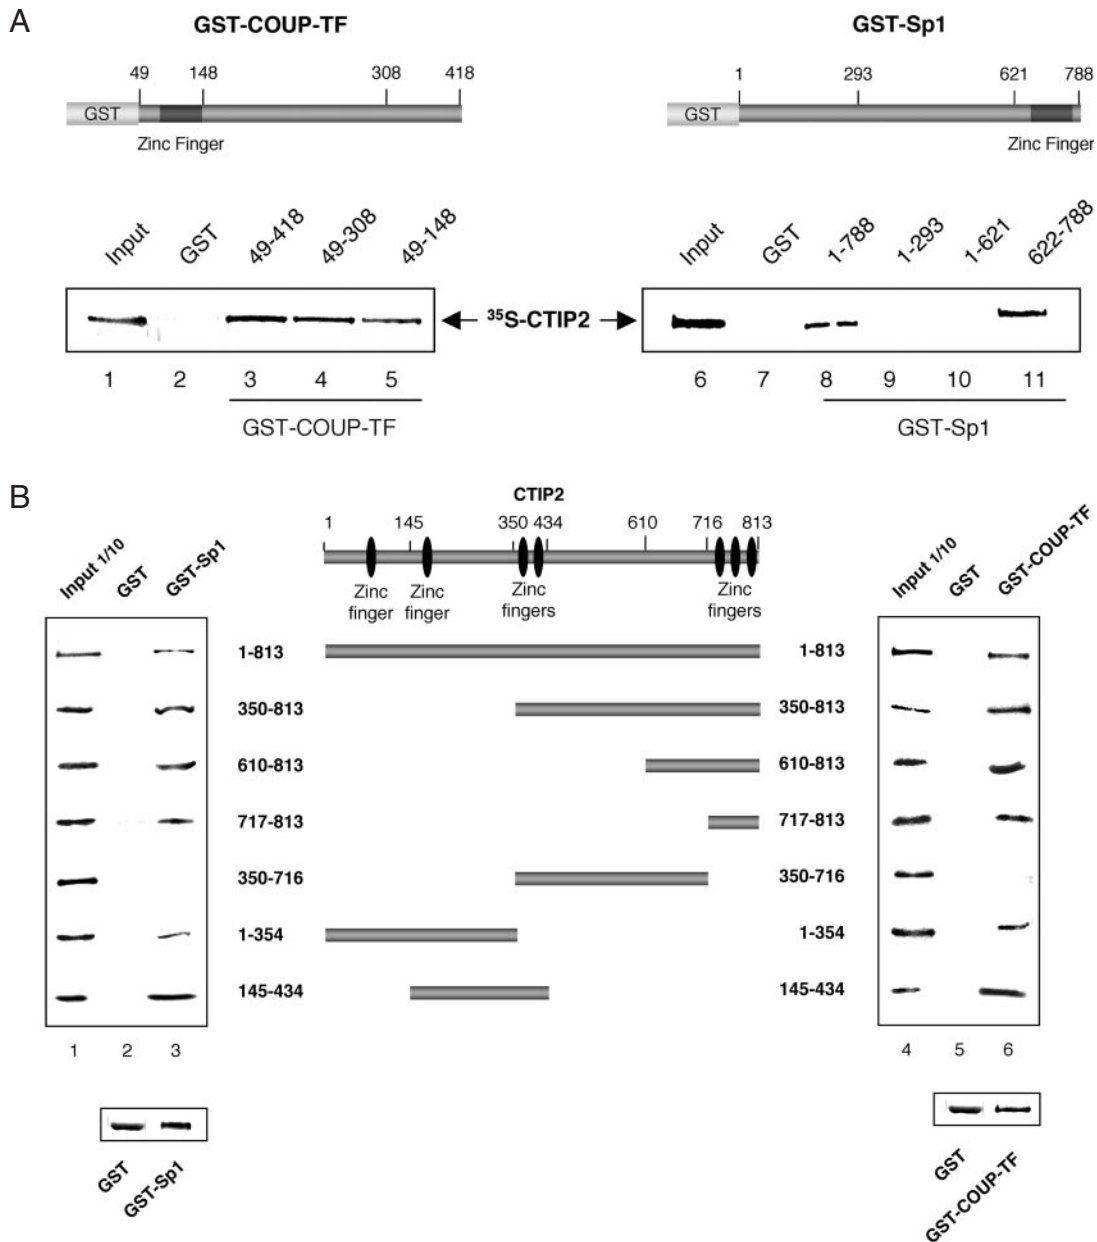 A
GST-COUP-TF
49 148 308 418
GST
Zinc Finger
Input GST 49-418 49-308 49-148
1 2 3 4 5
GST-COUP-TF
35S-CTIP2
GST-Sp1
1 293 621 788
GST
Zinc Finger
Input GST 1-788 1-293 1-621 622-788
6 7 8 9 10 11
GST-Sp1
B
CTIP2
1 145 350 434 610 716 813
Zinc finger
Zinc finger
Zinc fingers
Zinc fingers
Input 1/10 GST GST-Sp1
1-813
350-813
610-813
717-813
350-716
1-354
145-434
1 2 3
GST GST-Sp1
Input 1/10 GST GST-COUP-TF
1-813
350-813
610-813
717-813
350-716
1-354
145-434
4 5 6
GST GST-COUP-TF